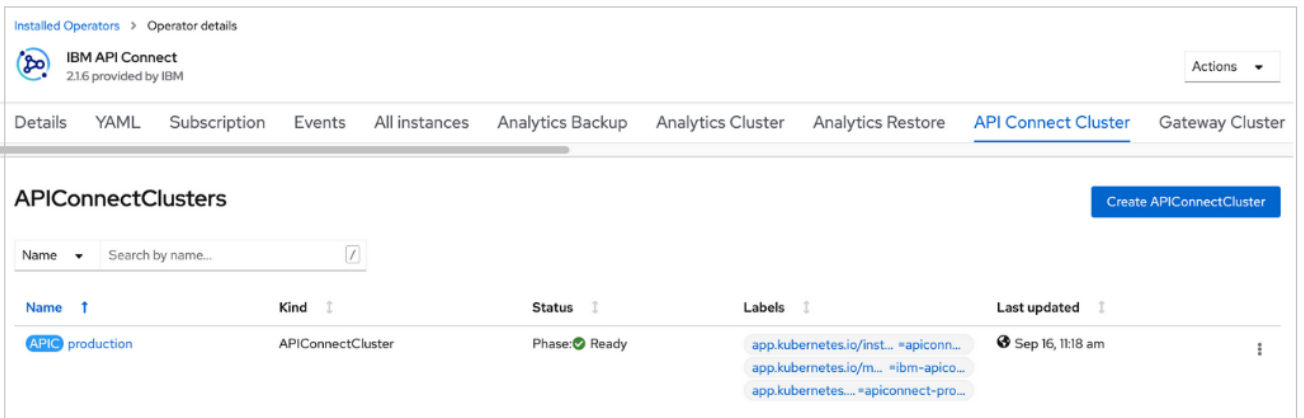 Installed Operators > Operator details
IBM API Connect
2.1.6 provided by IBM
Actions
Details YAML Subscription Events All instances Analytics Backup Analytics Cluster Analytics Restore API Connect Cluster Gateway Cluster
APIConnectClusters
Create APIConnectCluster
Name Search by name... /
Name Kind Status Labels Last updated
APIC production APIConnectCluster Phase: Ready app.kubernetes.io/inst... =apiconn... Sep 16, 11:18 am
app.kubernetes.io/m... =ibm-apico...
app.kubernetes.... =apiconnect-pro...